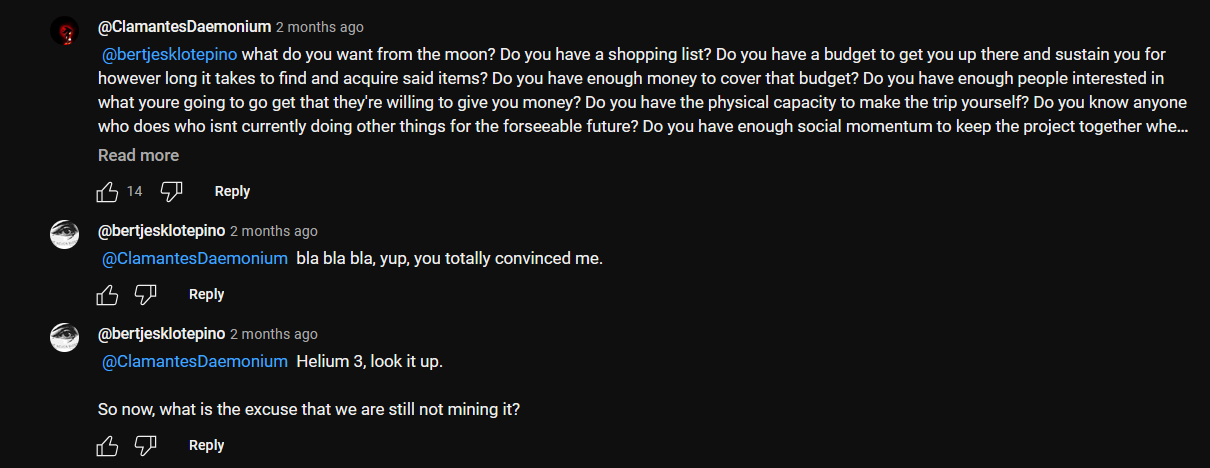 @ClamantesDaemonium 2 months ago
@bertjesklotepino what do you want from the moon? Do you have a shopping list? Do you have a budget to get you up there and sustain you for
however long it takes to find and acquire said items? Do you have enough money to cover that budget? Do you have enough people interested in
what youre going to go get that they're willing to give you money? Do you have the physical capacity to make the trip yourself? Do you know anyone
who does who isnt currently doing other things for the forseeable future? Do you have enough social momentum to keep the project together whe...
Read more
14 Reply
@bertjesklotepino 2 months ago
@ClamantesDaemonium bla bla bla, yup, you totally convinced me.
Reply
@bertjesklotepino 2 months ago
@ClamantesDaemonium Helium 3, look it up.
So now, what is the excuse that we are still not mining it?
Reply